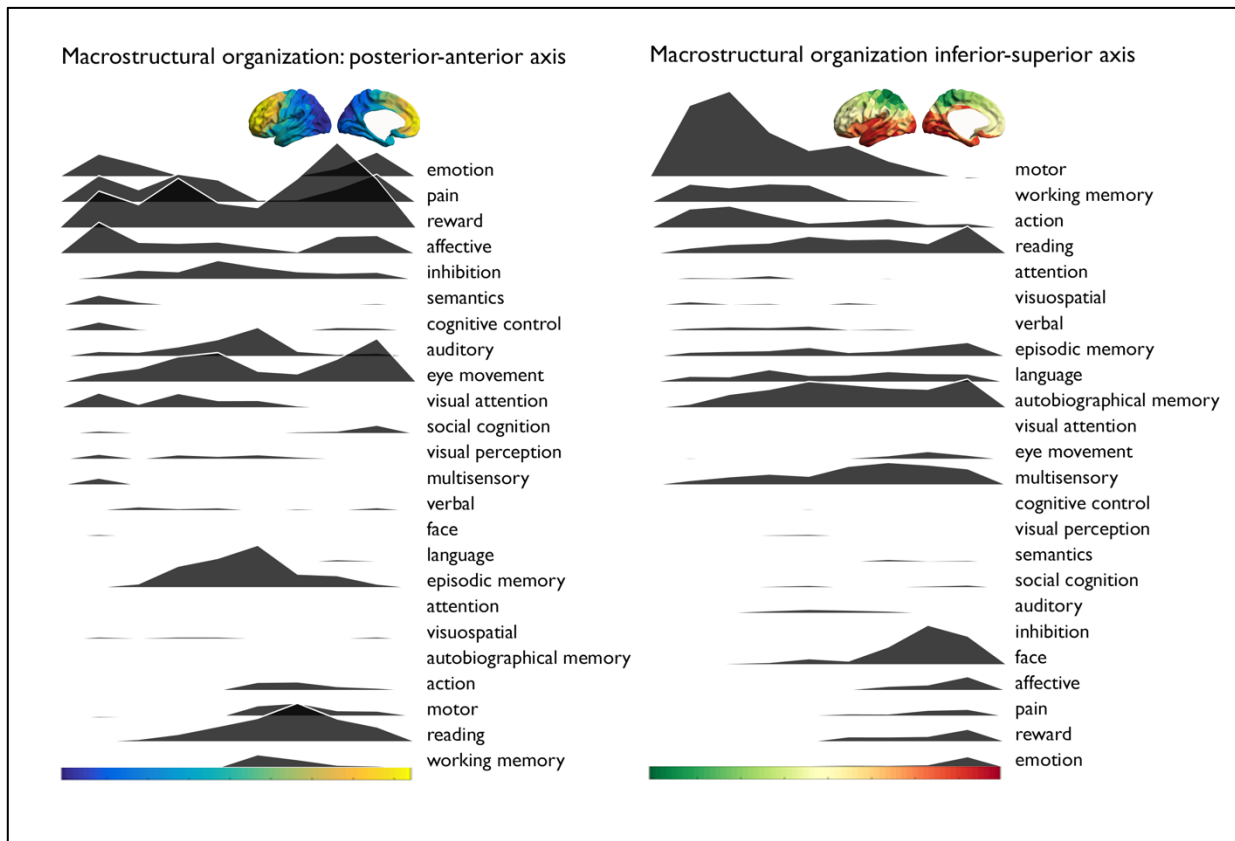 Macrostructural organization: posterior-anterior axis
emotion
pain
reward
affective
inhibition
semantics
cognitive control
auditory
eye movement
visual attention
social cognition
visual perception
multisensory
verbal
face
language
episodic memory
attention
visuospatial
autobiographical memory
action
motor
reading
working memory
Macrostructural organization inferior-superior axis
motor
working memory
action
reading
attention
visuospatial
verbal
episodic memory
language
autobiographical memory
visual attention
eye movement
multisensory
cognitive control
visual perception
semantics
social cognition
auditory
inhibition
face
affective
pain
reward
emotion